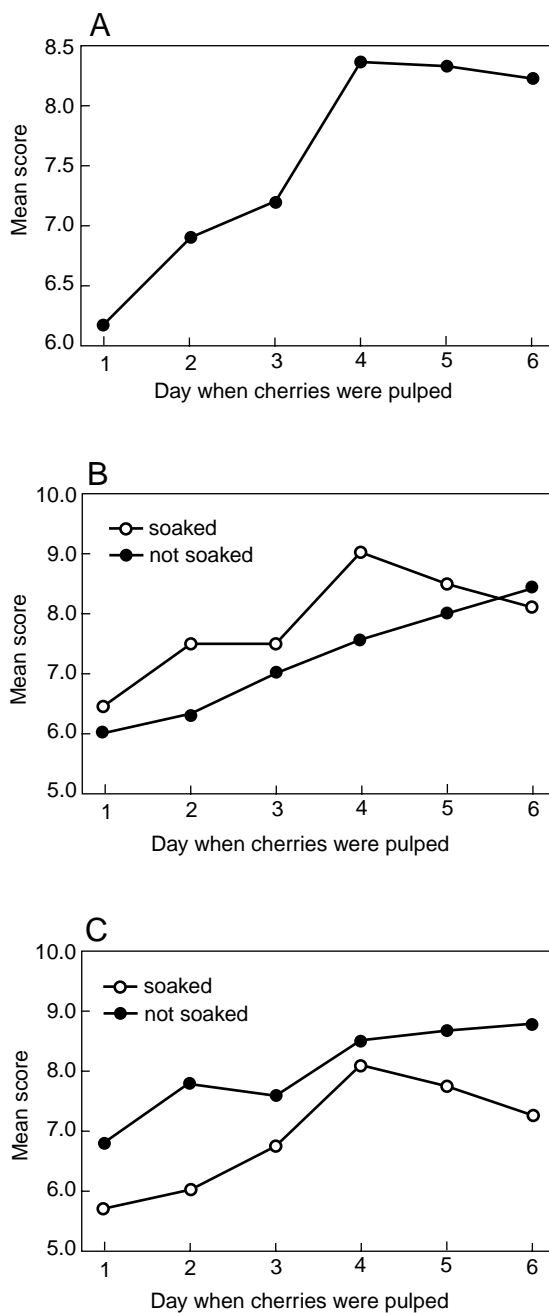 A
8.5
8.0
7.5
7.0
6.5
6.0
Mean score
1 2 3 4 5 6
Day when cherries were pulped
B
10.0
9.0
8.0
7.0
6.0
5.0
soaked
not soaked
Mean score
1 2 3 4 5 6
Day when cherries were pulped
C
10.0
9.0
8.0
7.0
6.0
5.0
soaked
not soaked
Mean score
1 2 3 4 5 6
Day when cherries were pulped